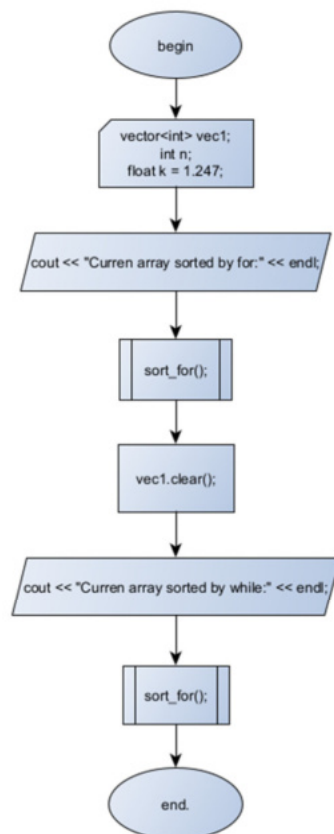 begin
vector<int> vec1;
int n;
float k = 1.247;
cout << "Curren array sorted by for:" << endl;
sort_for();
vec1.clear();
cout << "Curren array sorted by while:" << endl;
sort_for();
end.